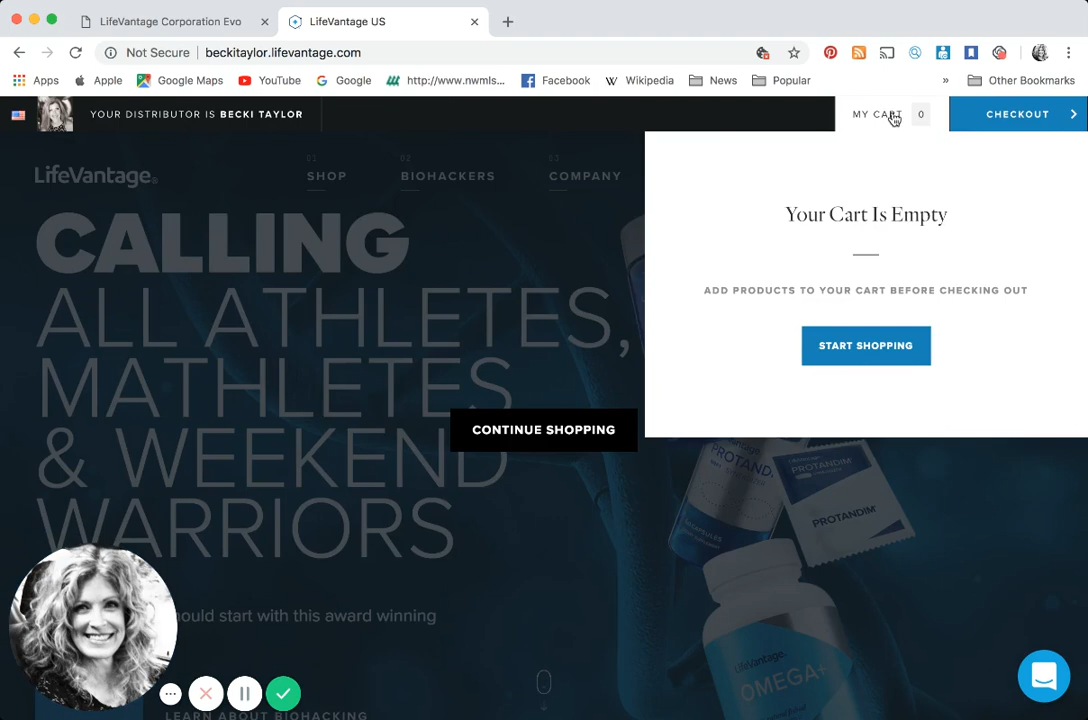 LifeVantage Corporation Evo
LifeVantage US
Not Secure
beckitaylor.lifevantage.com
Apps
Apple
Google Maps
YouTube
Google
http://www.nwmls...
Facebook
Wikipedia
News
Popular
»
Other Bookmarks
YOUR DISTRIBUTOR IS BECKI TAYLOR
MY CART 0
CHECKOUT
LifeVantage
01
SHOP
02
BIOHACKERS
03
COMPANY
Your Cart Is Empty
ADD PRODUCTS TO YOUR CART BEFORE CHECKING OUT
START SHOPPING
CALLING
ALL ATHLETES,
MATHLETES
& WEEKEND
WARRIORS
CONTINUE SHOPPING
PROTANDIM
PROTANDIM
LifeVantage
OMEGA+
hould start with this award winning
LEARN ABOUT BIOHACKING